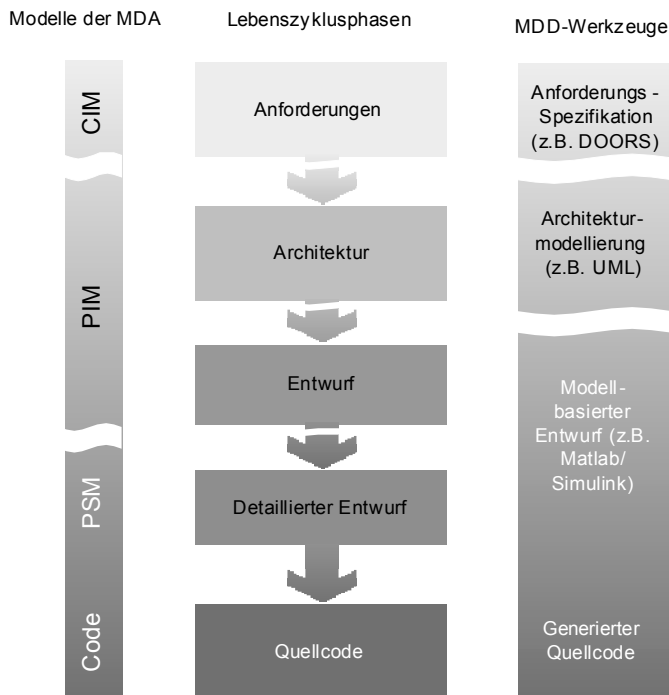 Modelle der MDA
Lebenszyklusphasen
MDD-Werkzeuge
CIM
PIM
PSM
Code
Anforderungen
Architektur
Entwurf
Detaillierter Entwurf
Quellcode
Anforderungs -
Spezifikation
(z.B. DOORS)
Architektur-
modellierung
(z.B. UML)
Modell-
basierter
Entwurf (z.B.
Matlab/
Simulink)
Generierter
Quellcode